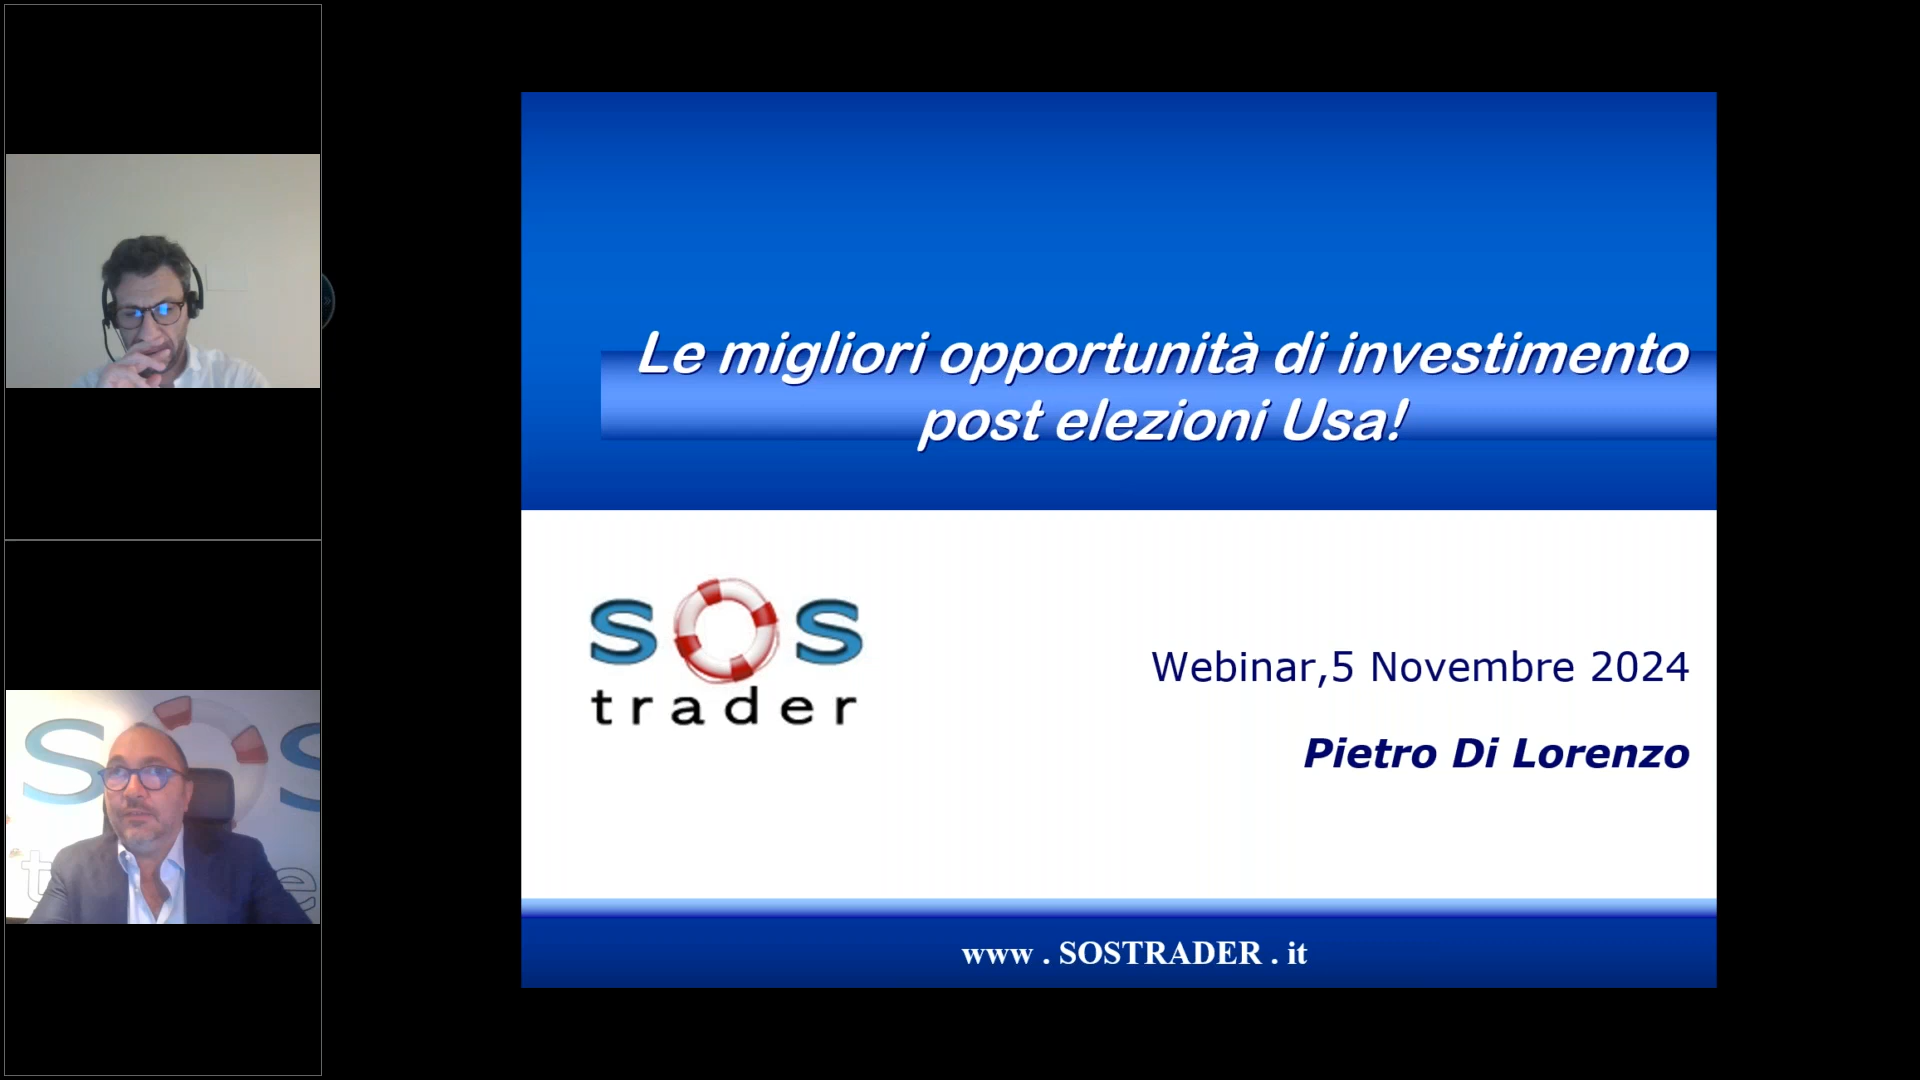 Le migliori opportunità di investimento
post elezioni Usa!
sos
trader
Webinar,5 Novembre 2024
Pietro Di Lorenzo
www . SOSTRADER . it
S S
t e